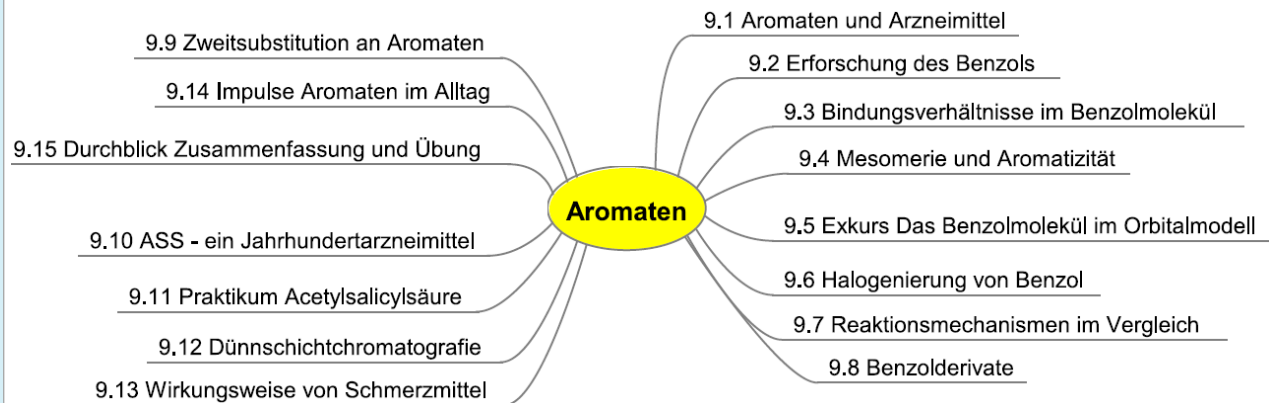 9.1 Aromaten und Arzneimittel
9.2 Erforschung des Benzols
9.3 Bindungsverhältnisse im Benzolmolekül
9.4 Mesomerie und Aromatizität
9.5 Exkurs Das Benzolmolekül im Orbitalmodell
9.6 Halogenierung von Benzol
9.7 Reaktionsmechanismen im Vergleich
9.8 Benzolderivate
Aromaten
9.9 Zweitsubstitution an Aromaten
9.14 Impulse Aromaten im Alltag
9.15 Durchblick Zusammenfassung und Übung
9.10 ASS - ein Jahrhundertarzneimittel
9.11 Praktikum Acetylsalicylsäure
9.12 Dünnschichtchromatografie
9.13 Wirkungsweise von Schmerzmittel